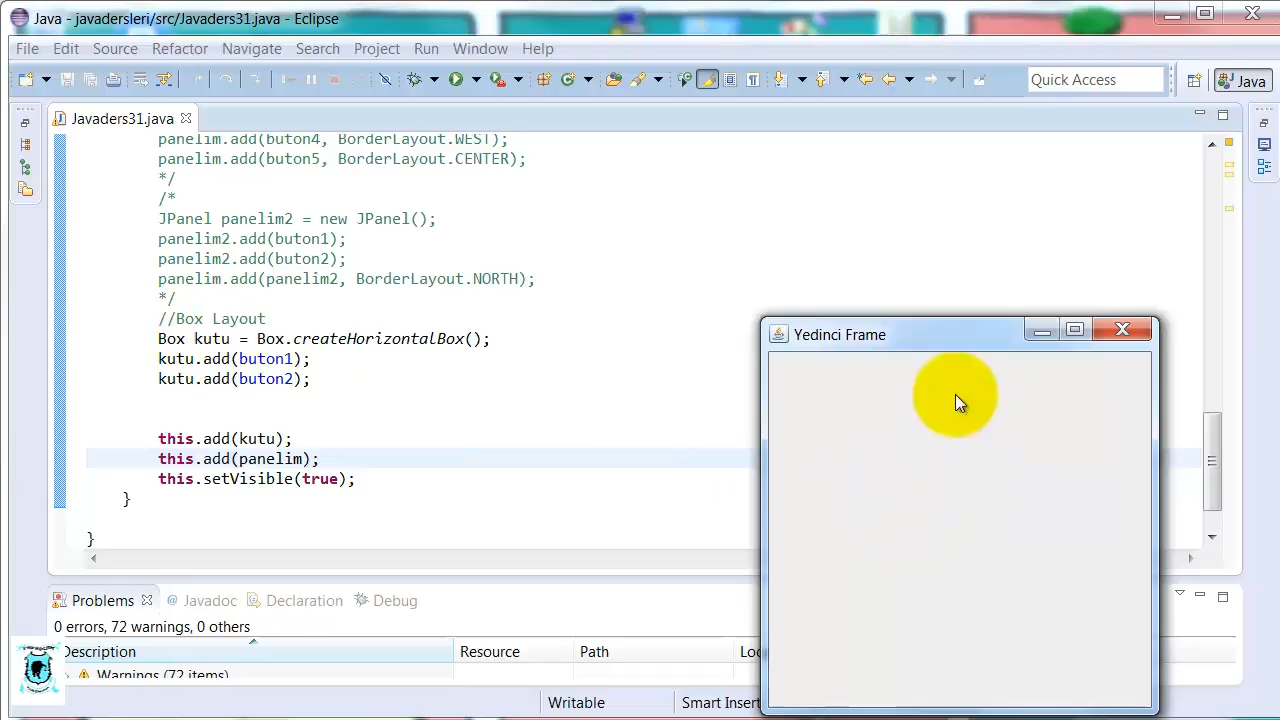 Java - javadersleri/src/Javaders31.java - Eclipse
File Edit Source Refactor Navigate Search Project Run Window Help
Quick Access
Java
Javaders31.java
panelim.add(buton4, BorderLayout.WEST);
panelim.add(buton5, BorderLayout.CENTER);
*/
/*
JPanel panelim2 = new JPanel();
panelim2.add(buton1);
panelim2.add(buton2);
panelim.add(panelim2, BorderLayout.NORTH);
*/
//Box Layout
Box kutu = Box.createHorizontalBox();
kutu.add(buton1);
kutu.add(buton2);
this.add(kutu);
this.add(panelim);
this.setVisible(true);
}
}
Yedinci Frame
Problems @ Javadoc Declaration Debug
0 errors, 72 warnings, 0 others
Description Resource Path Loc
Warnings (72 items)
Writable Smart Insert